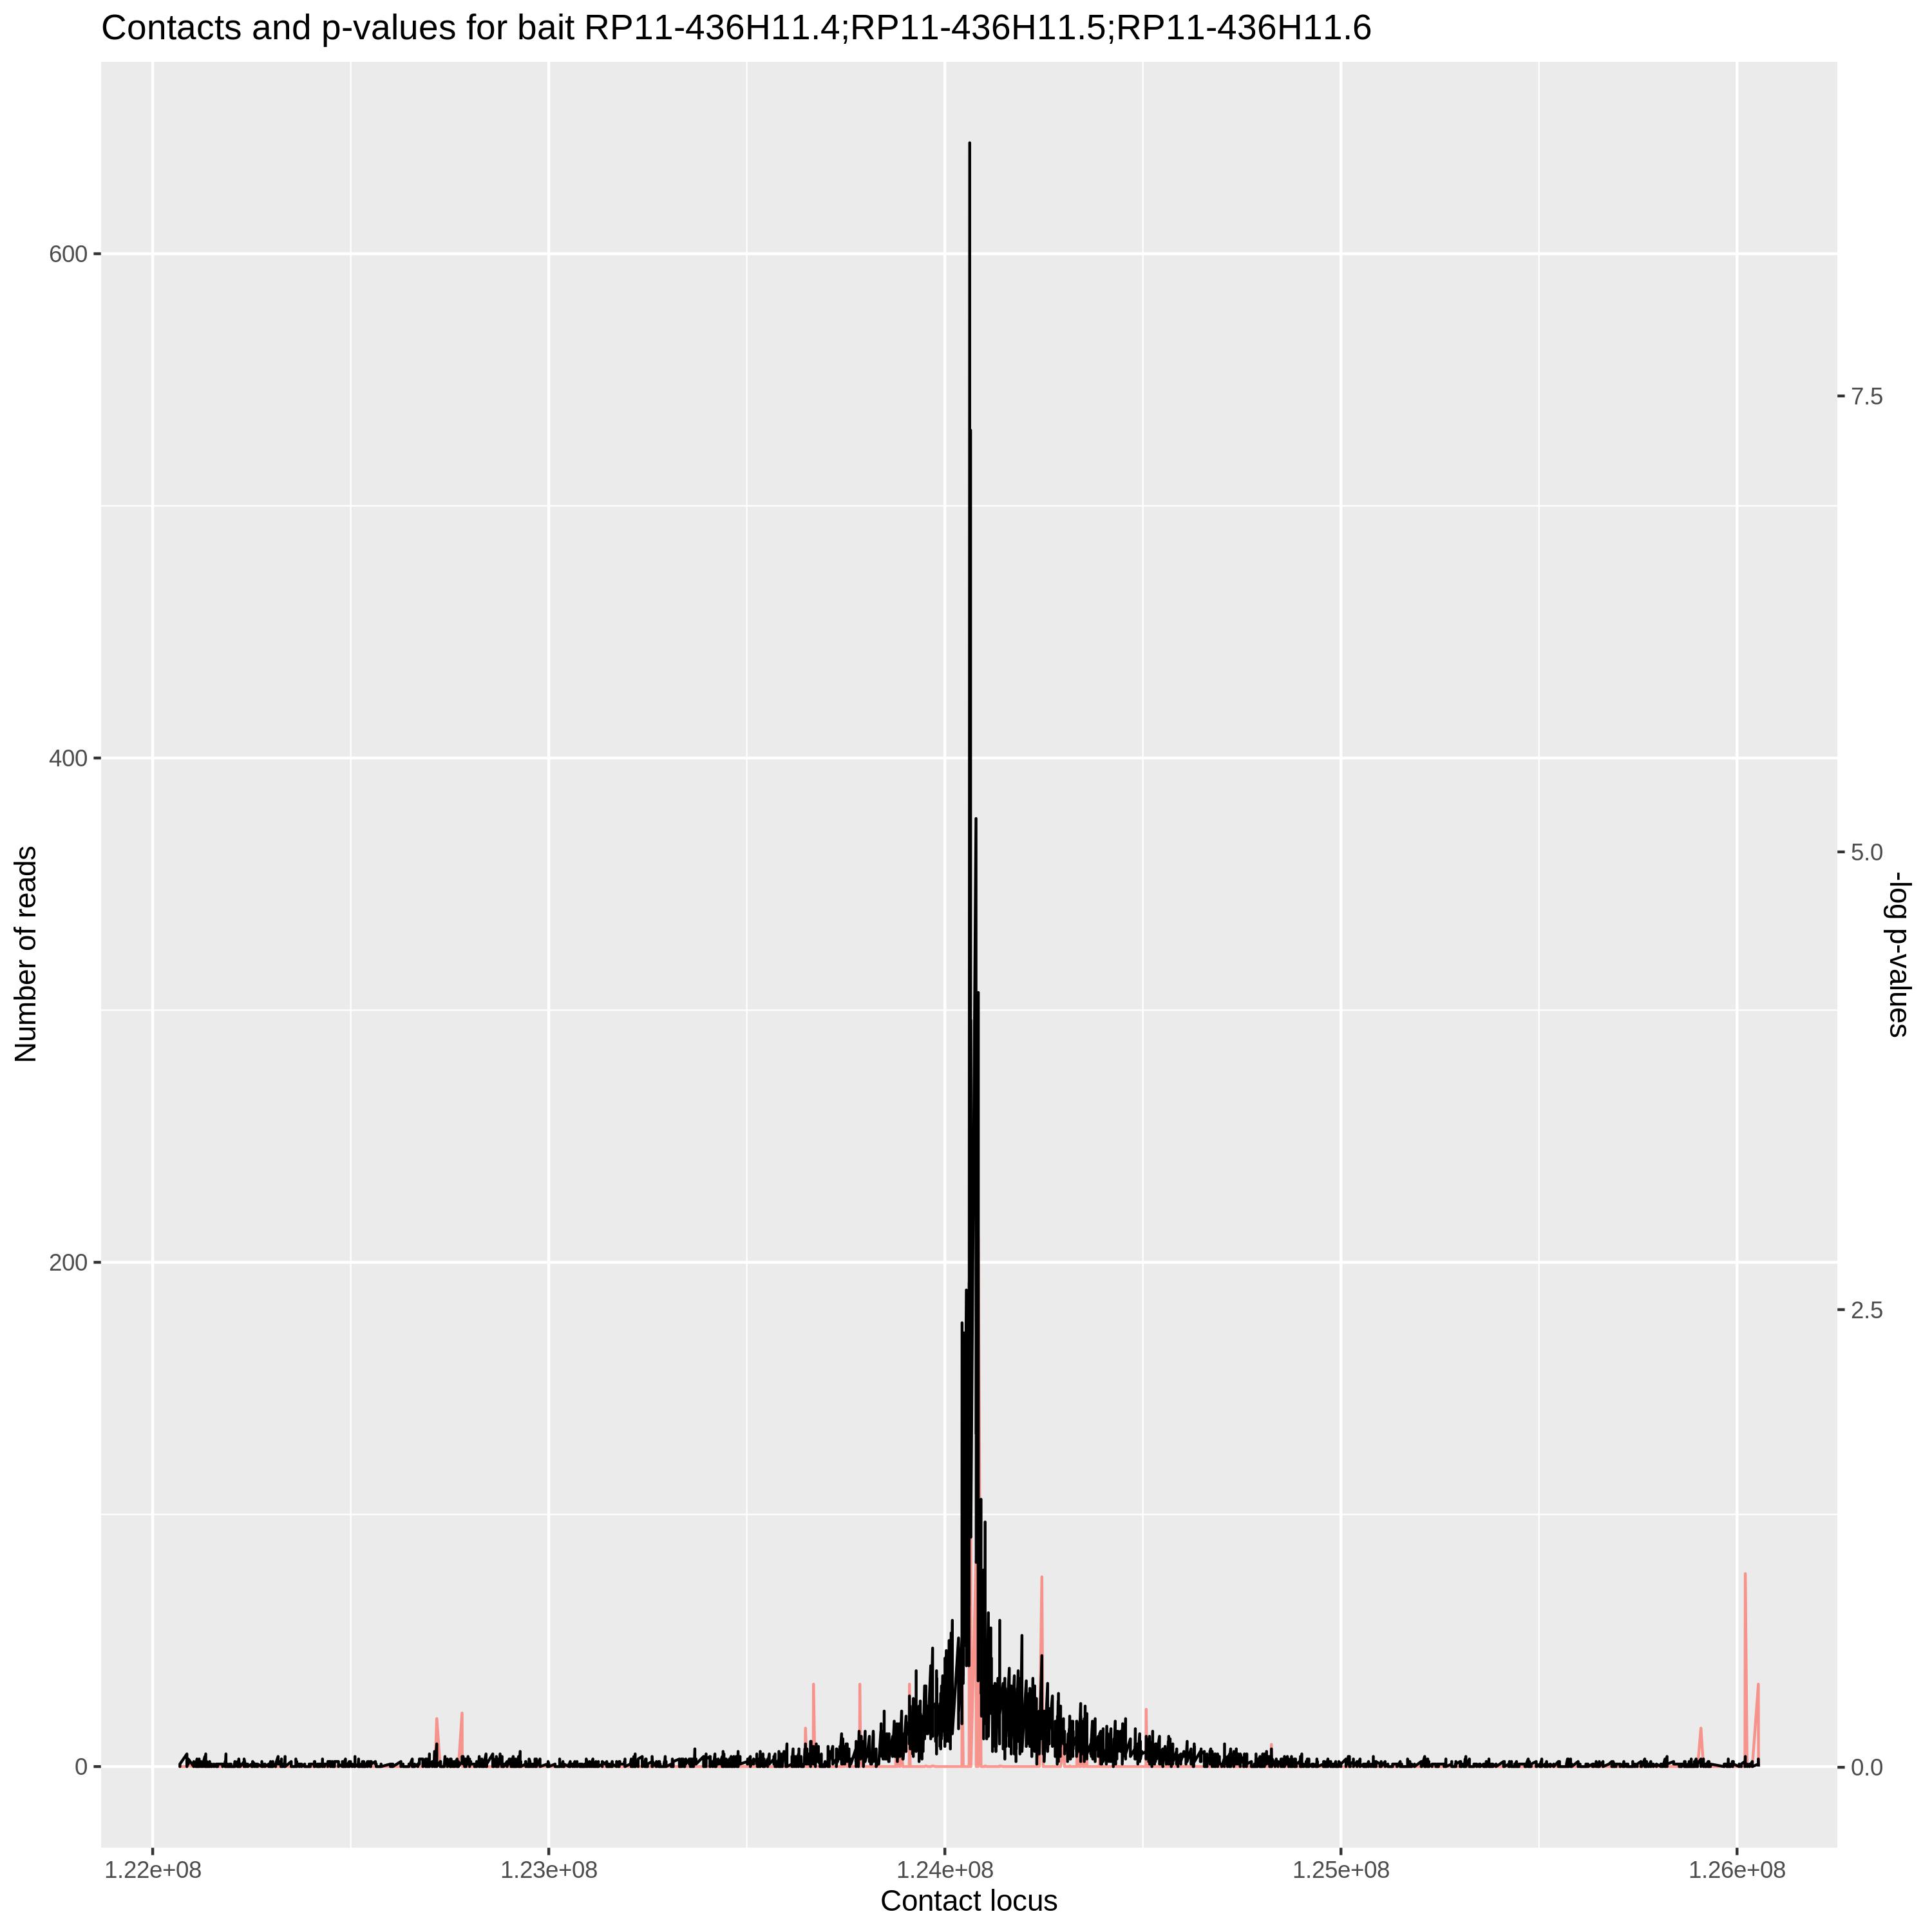 Contacts and p-values for bait RP11-436H11.4;RP11-436H11.5;RP11-436H11.6
600
400
200
0
Number of reads
7.5
5.0
2.5
0.0
-log p-values
1.22e+08
1.23e+08
1.24e+08
1.25e+08
1.26e+08
Contact locus